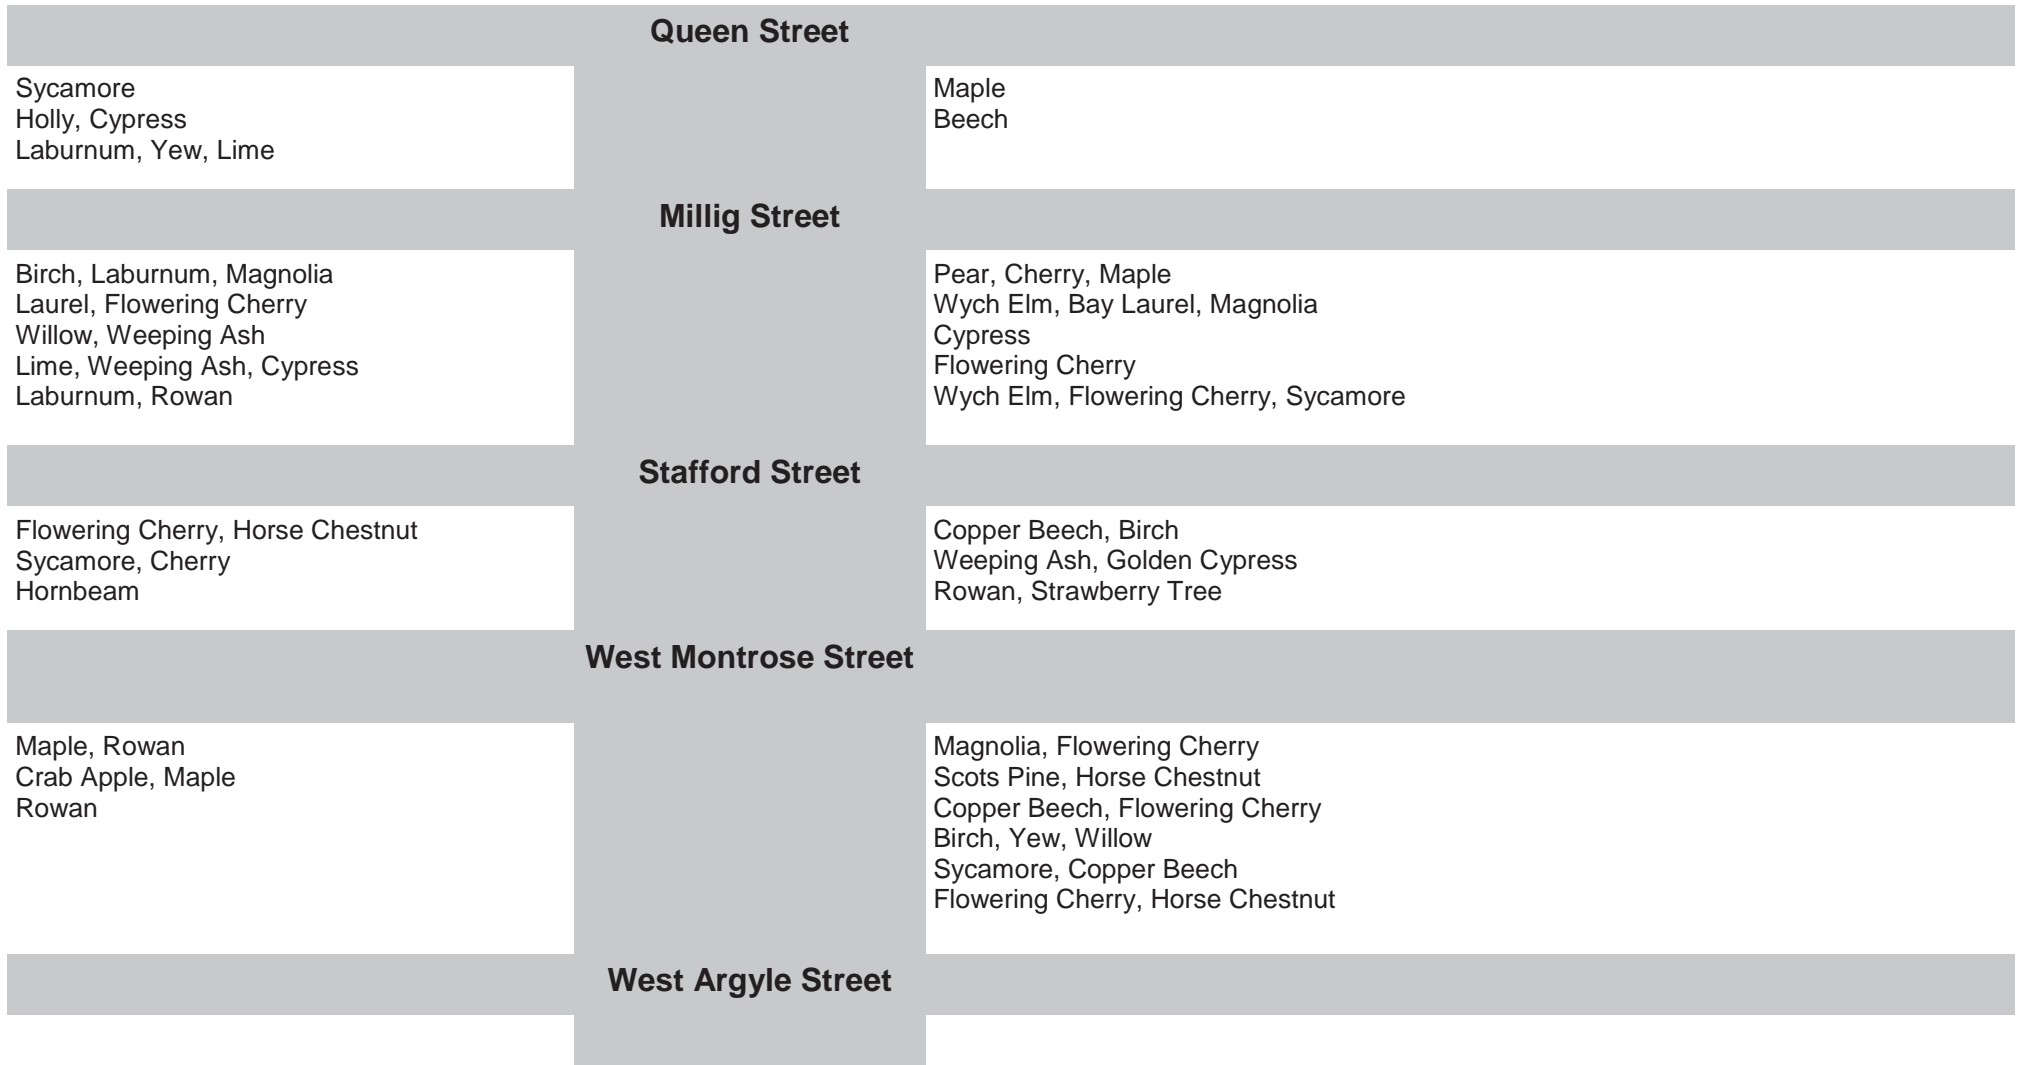 Queen Street
Sycamore
Holly, Cypress
Laburnum, Yew, Lime
Maple
Beech
Millig Street
Birch, Laburnum, Magnolia
Laurel, Flowering Cherry
Willow, Weeping Ash
Lime, Weeping Ash, Cypress
Laburnum, Rowan
Pear, Cherry, Maple
Wych Elm, Bay Laurel, Magnolia
Cypress
Flowering Cherry
Wych Elm, Flowering Cherry, Sycamore
Stafford Street
Flowering Cherry, Horse Chestnut
Sycamore, Cherry
Hornbeam
Copper Beech, Birch
Weeping Ash, Golden Cypress
Rowan, Strawberry Tree
West Montrose Street
Maple, Rowan
Crab Apple, Maple
Rowan
Magnolia, Flowering Cherry
Scots Pine, Horse Chestnut
Copper Beech, Flowering Cherry
Birch, Yew, Willow
Sycamore, Copper Beech
Flowering Cherry, Horse Chestnut
West Argyle Street